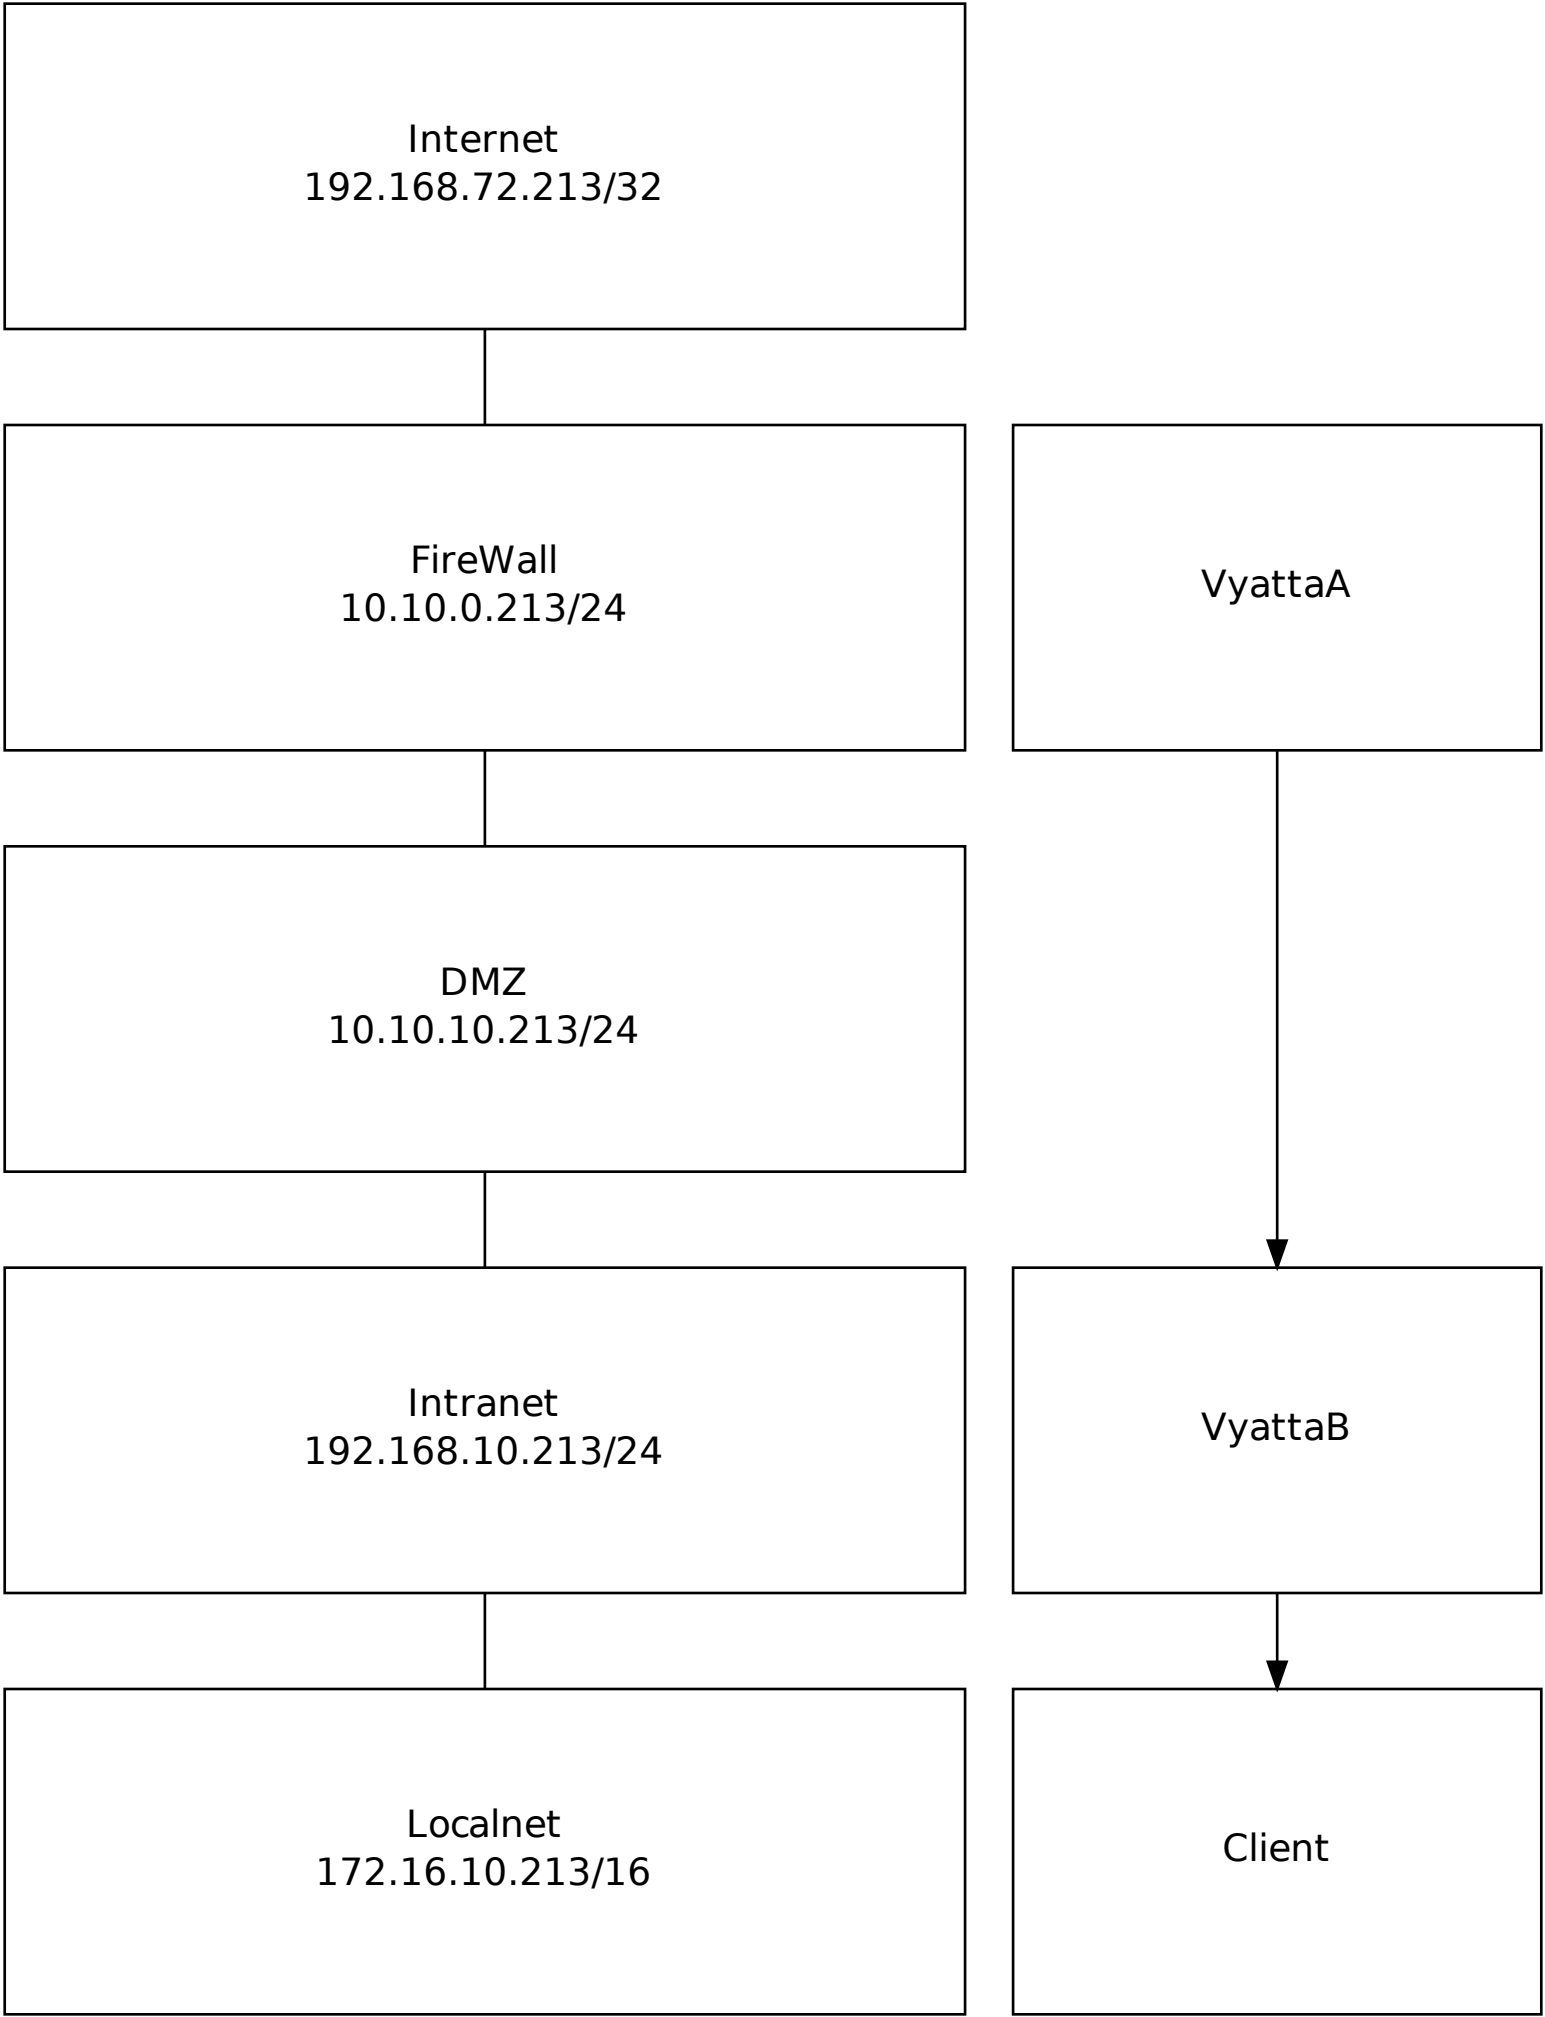 Internet
192.168.72.213/32
FireWall
10.10.0.213/24
VyattaA
DMZ
10.10.10.213/24
Intranet
192.168.10.213/24
VyattaB
Localnet
172.16.10.213/16
Client